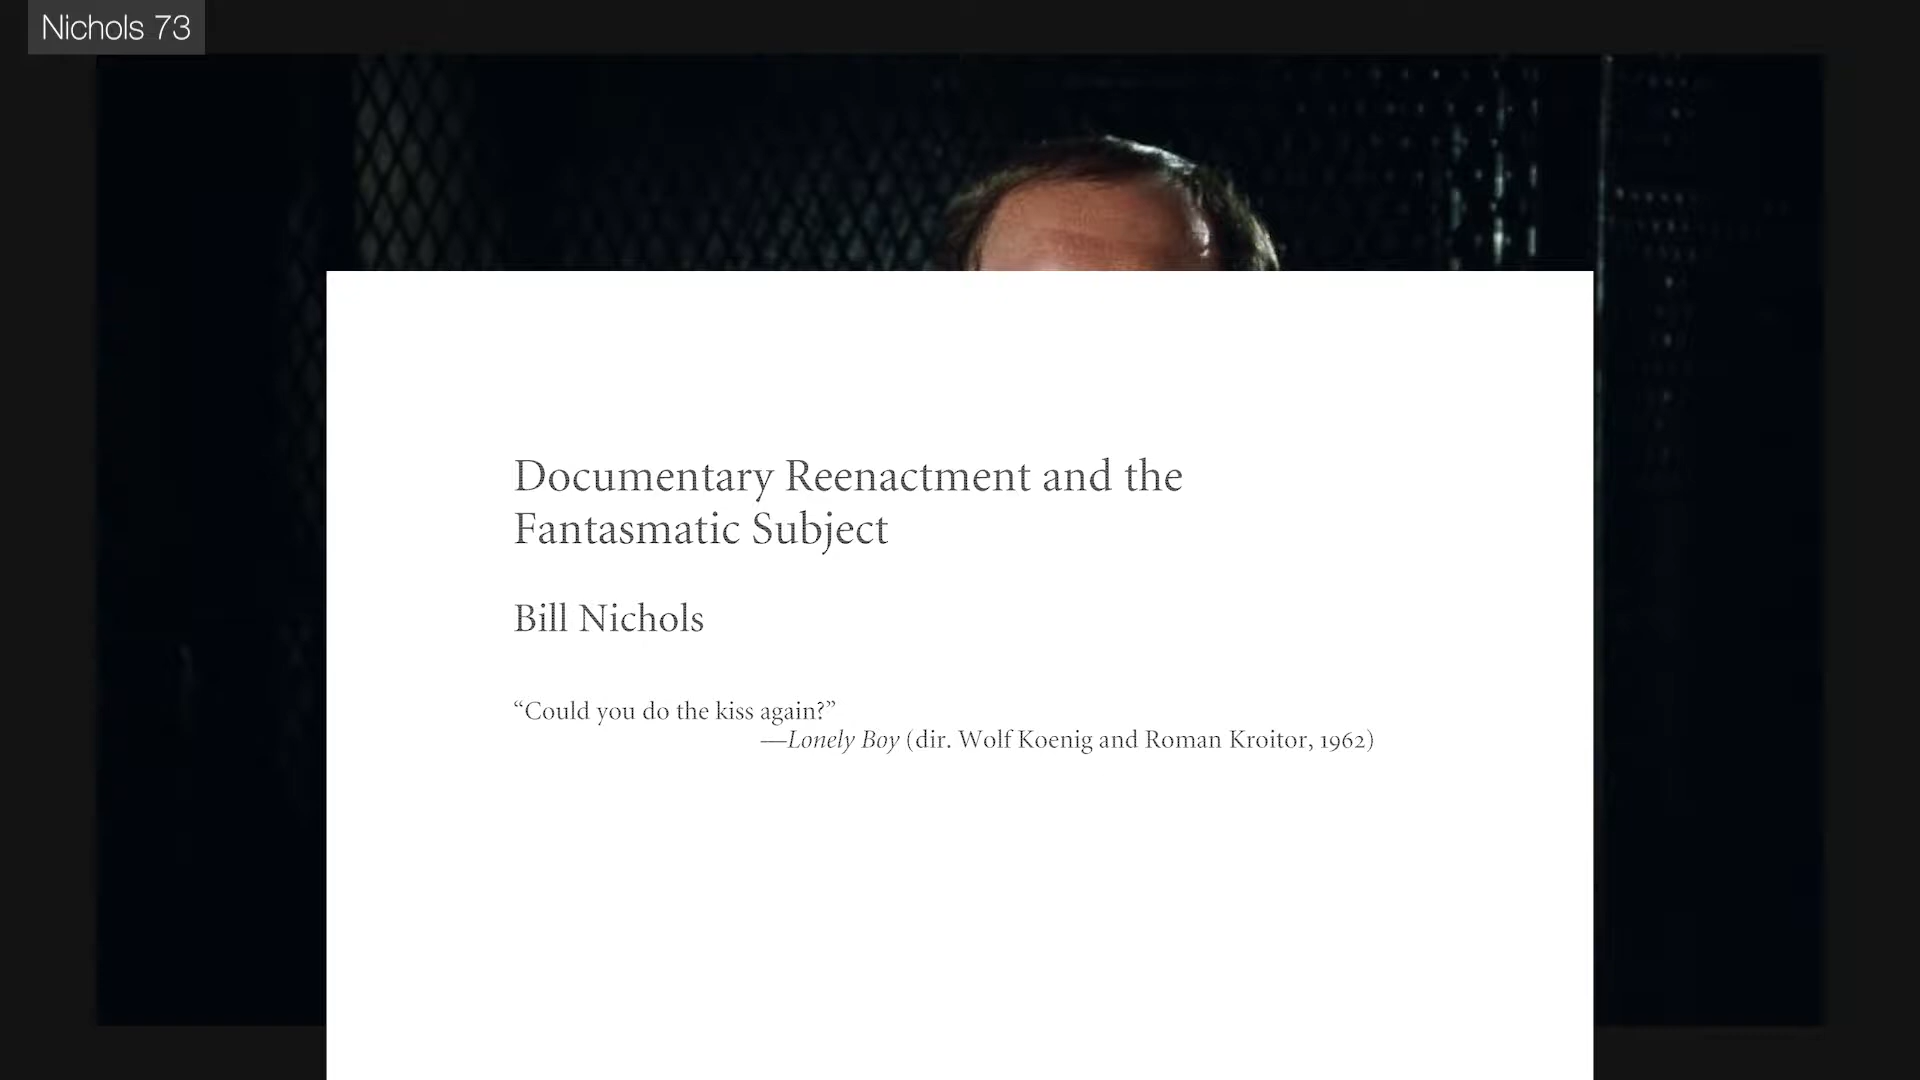 Nichols 73
Documentary Reenactment and the
Fantasmatic Subject
Bill Nichols
“Could you do the kiss again?”
—Lonely Boy (dir. Wolf Koenig and Roman Kroitor, 1962)